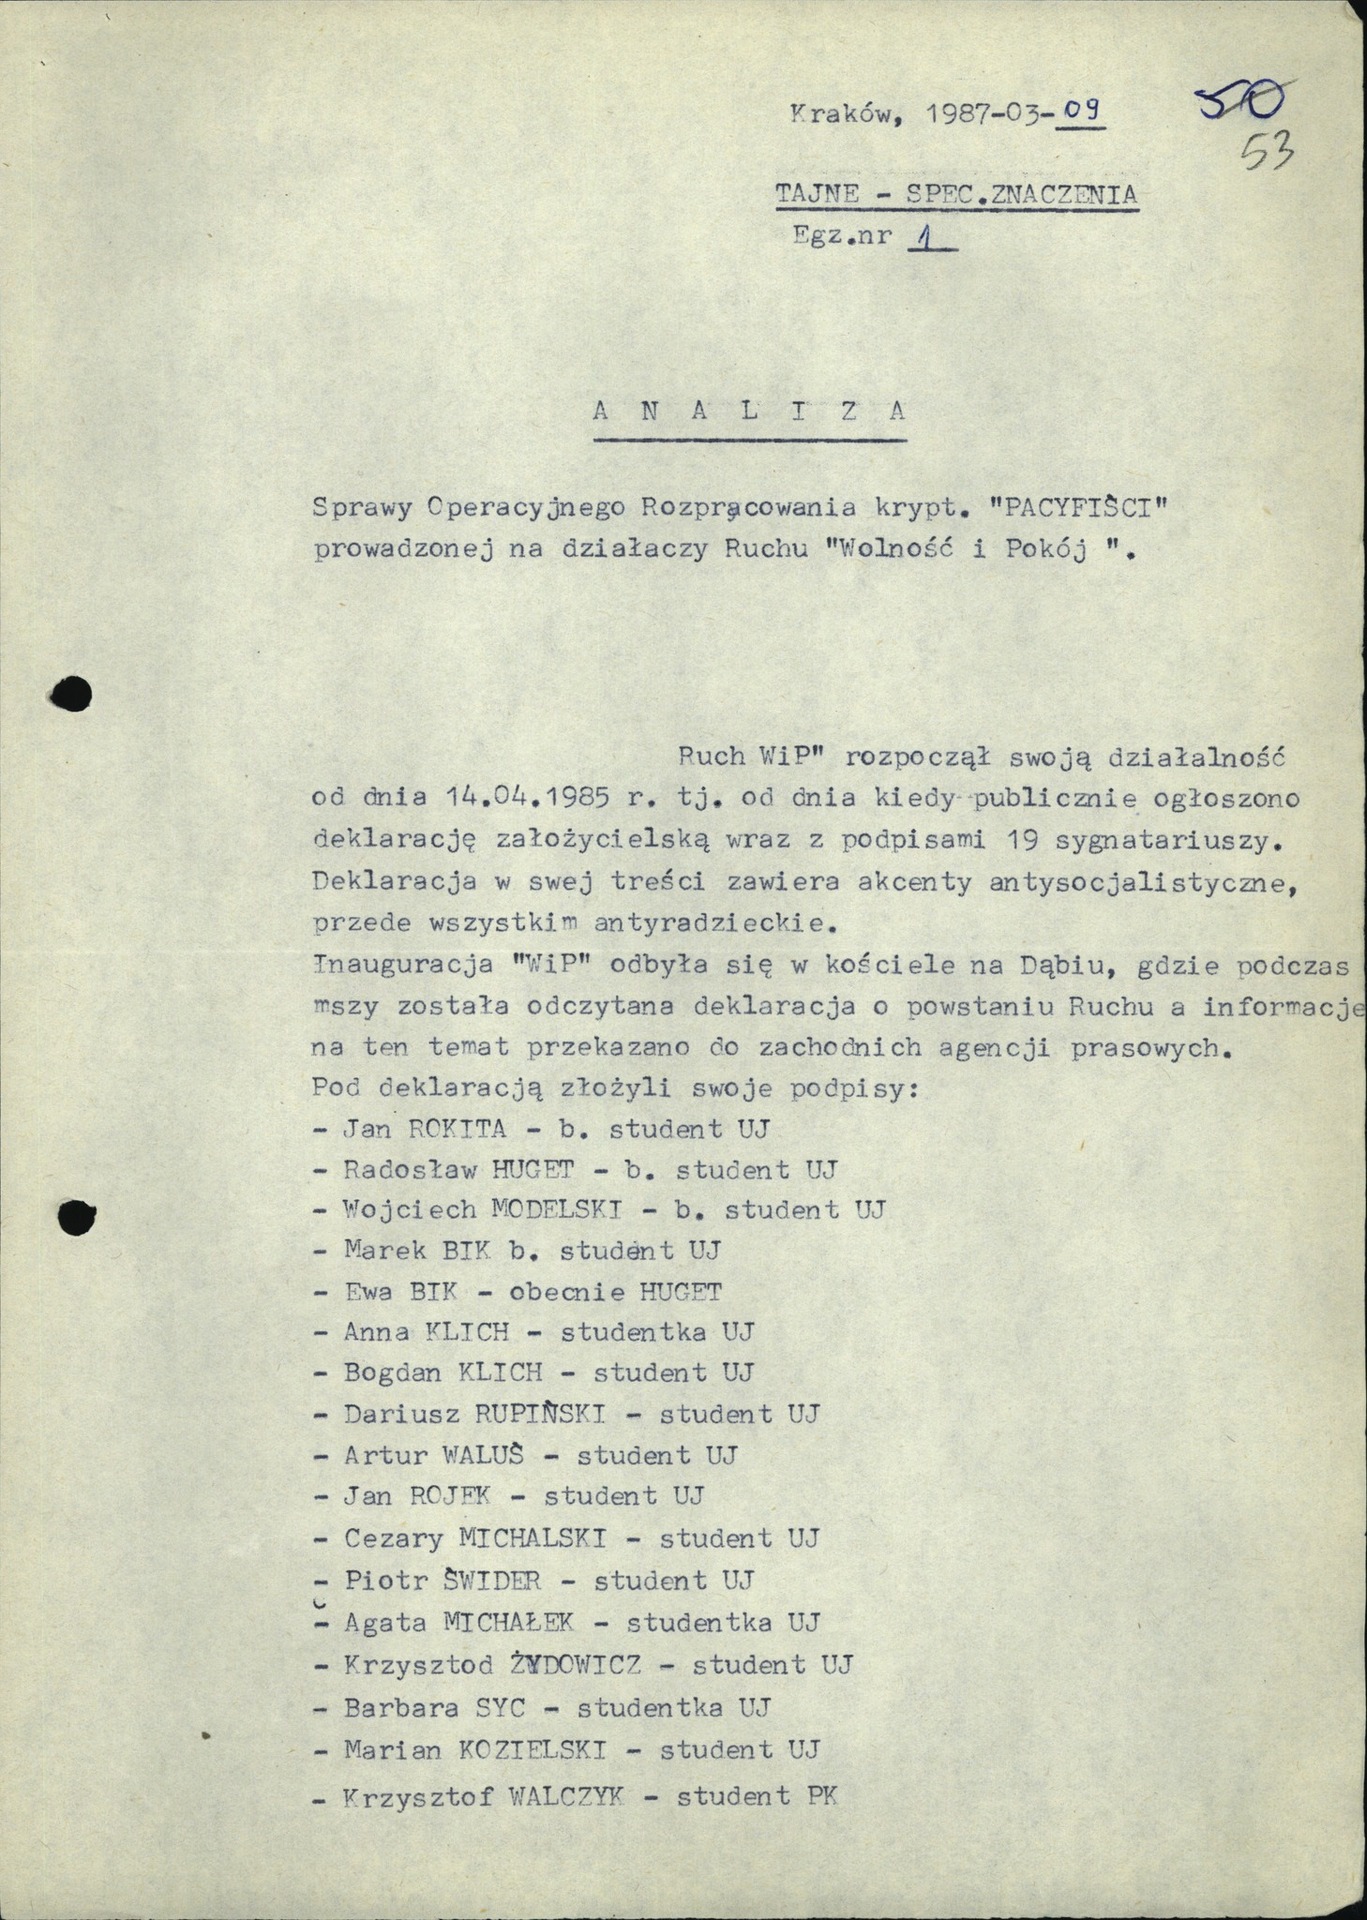 Kraków, 1987-03-09
50
53
TAJNE - SPEC.ZNACZENIA
Egz.nr 1
A N A L I Z A
Sprawy Operacyjnego Rozpracowania krypt. "PACYFIŚCI"
prowadzonej na działaczy Ruchu "Wolność i Pokój ".
Ruch WiP" rozpoczął swoją działalność
od dnia 14.04.1985 r. tj. od dnia kiedy publicznie ogłoszono
deklarację założycielską wraz z podpisami 19 sygnatariuszy.
Deklaracja w swej treści zawiera akcenty antysocjalistyczne,
przede wszystkim antyradzieckie.
Inauguracja "WiP" odbyła się w kościele na Dąbiu, gdzie podczas
mszy została odczytana deklaracja o powstaniu Ruchu a informacje
na ten temat przekazano do zachodnich agencji prasowych.
Pod deklaracją złożyli swoje podpisy:
- Jan ROKITA - b. student UJ
- Radosław HUGET - b. student UJ
- Wojciech MODELSKI - b. student UJ
- Marek BIK b. student UJ
- Ewa BIK - obecnie HUGET
- Anna KLICH - studentka UJ
- Bogdan KLICH - student UJ
- Dariusz RUPIŃSKI - student UJ
- Artur WALUŚ - student UJ
- Jan ROJEK - student UJ
- Cezary MICHALSKI - student UJ
- Piotr ŚWIDER - student UJ
- Agata MICHAŁEK - studentka UJ
- Krzysztod ŻYDOWICZ - student UJ
- Barbara SYC - studentka UJ
- Marian KOZIELSKI - student UJ
- Krzysztof WALCZYK - student PK